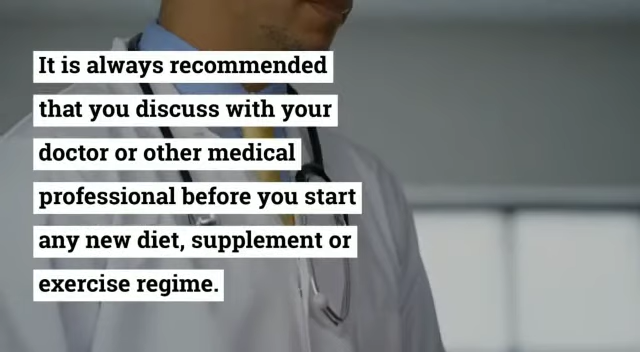 It is always recommended
that you discuss with your
doctor or other medical
professional before you start
any new diet, supplement or
exercise regime.